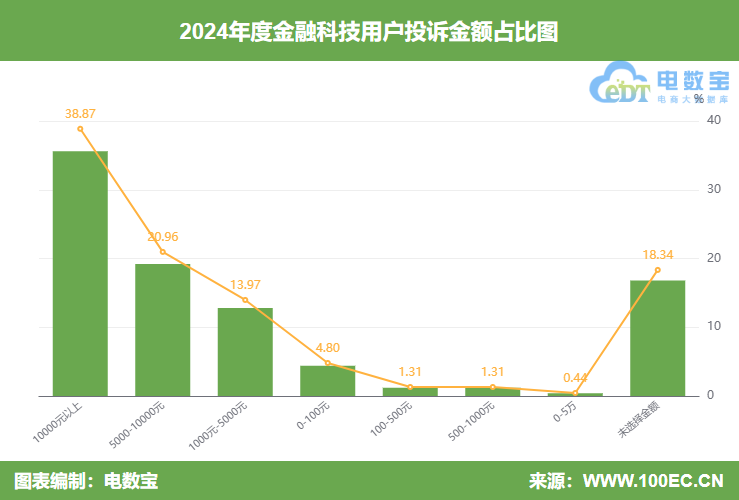 2024年度金融科技用户投诉金额占比图
eDT 电数宝
电商大数据库
%
40
30
20
10
0
38.87
20.96
13.97
4.80
1.31
1.31
0.44
18.34
10000元以上
5000-10000元
1000元-5000元
0-100元
100-500元
500-1000元
0-5万
未选择金额
图表编制：电数宝
来源：WWW.100EC.CN